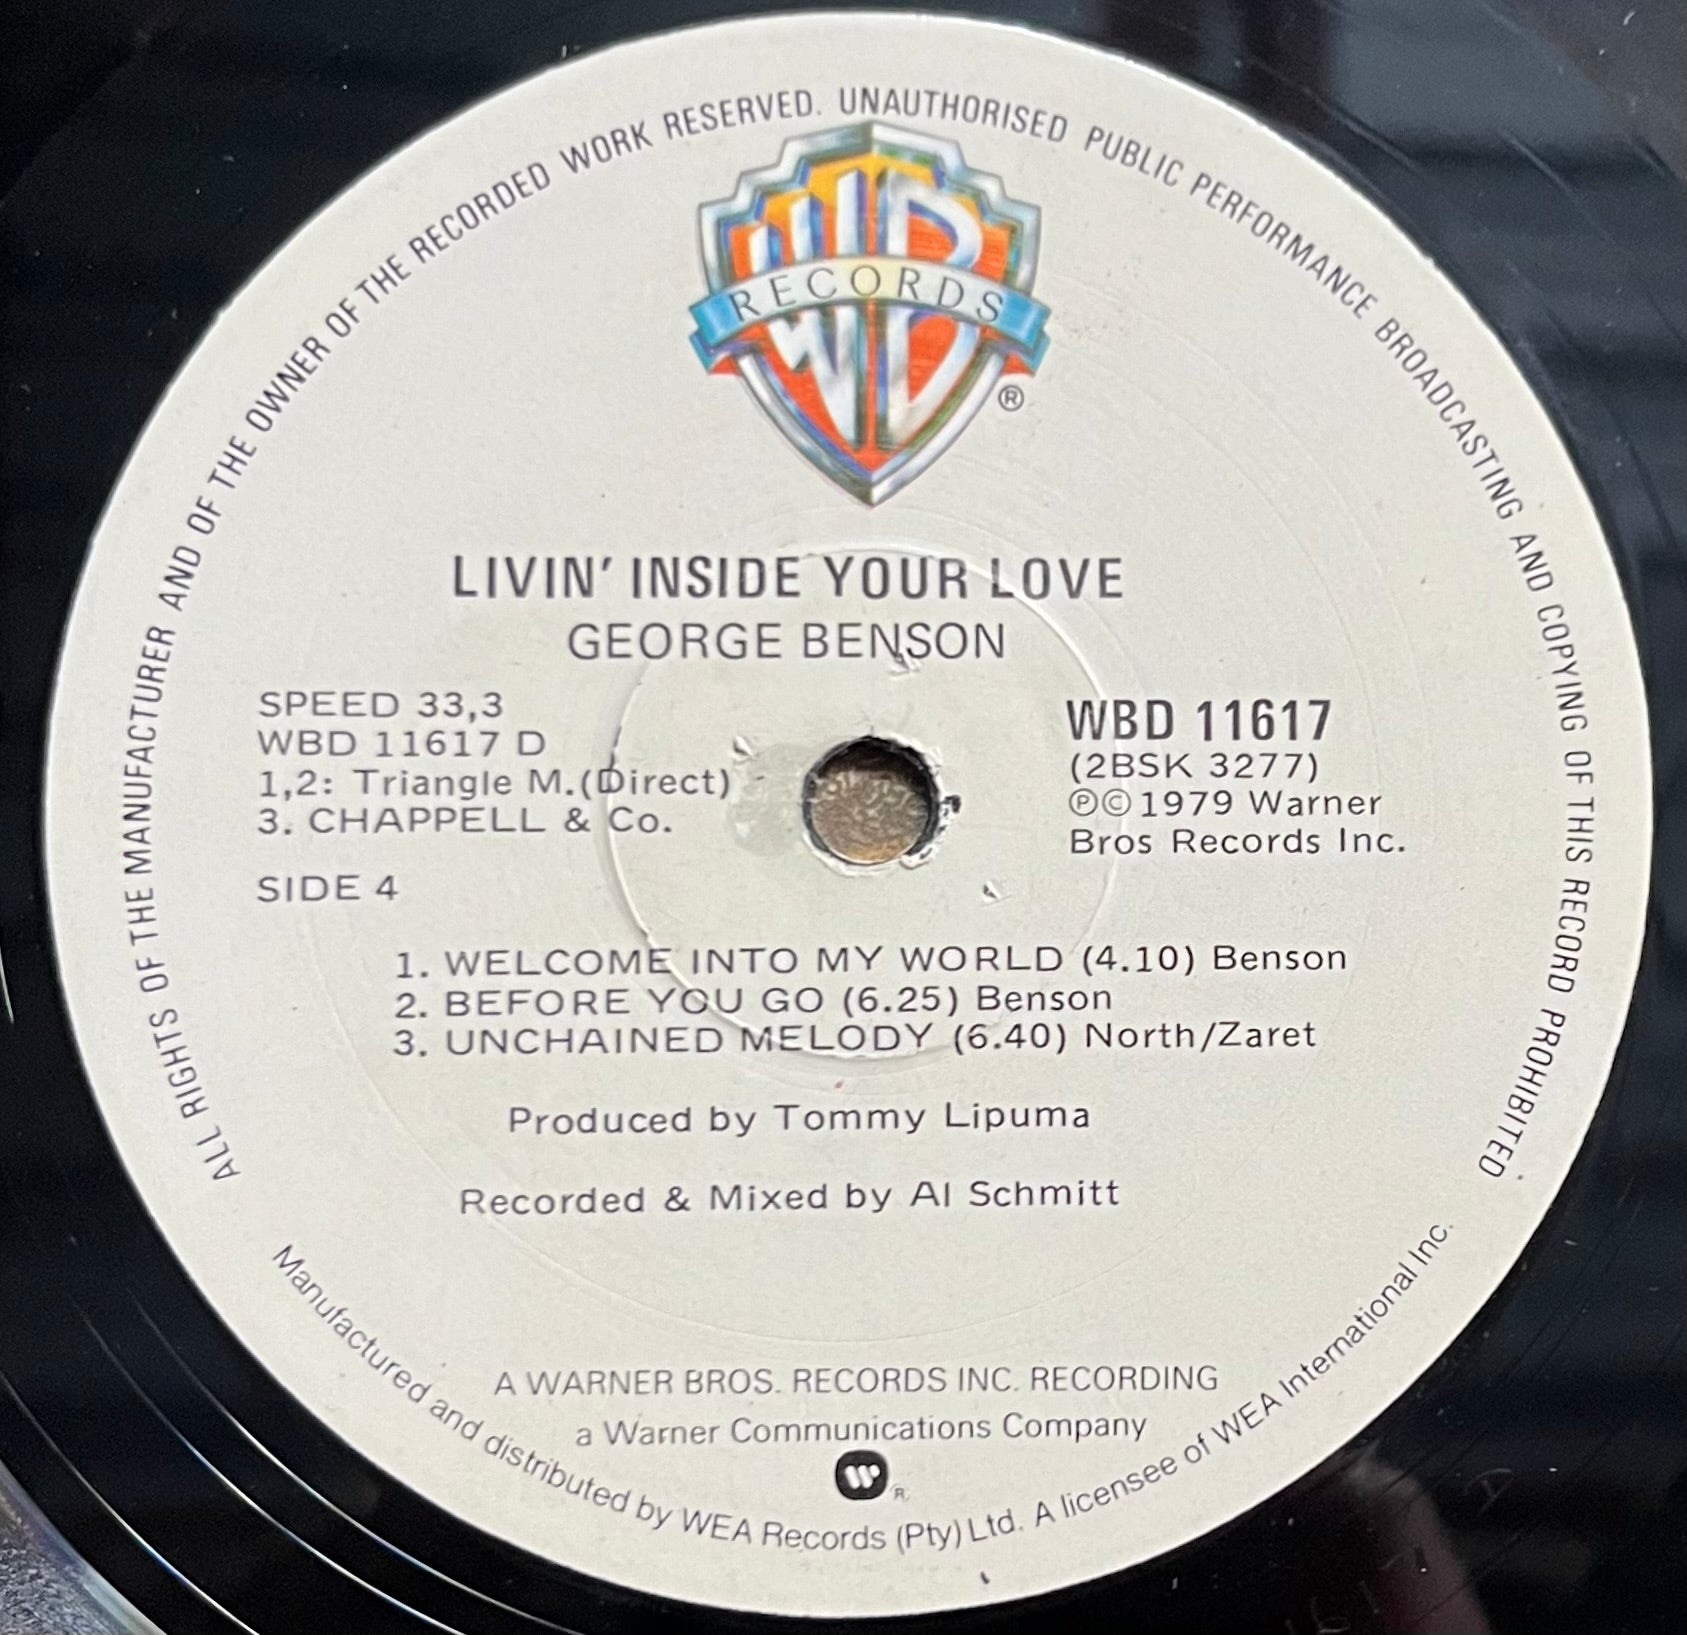 ALL RIGHTS OF THE MANUFACTURER AND OF THE OWNER OF THE RECORDED WORK RESERVED. UNAUTHORISED PUBLIC PERFORMANCE BROADCASTING AND COPYING OF THIS RECORD PROHIBITED
WB
RECORDS
®
LIVIN' INSIDE YOUR LOVE
GEORGE BENSON
SPEED 33,3
WBD 11617 D
1,2: Triangle M.(Direct)
3. CHAPPELL & Co.
SIDE 4
WBD 11617
(2BSK 3277)
℗©1979 Warner
Bros Records Inc.
1. WELCOME INTO MY WORLD (4.10) Benson
2. BEFORE YOU GO (6.25) Benson
3. UNCHAINED MELODY (6.40) North/Zaret
Produced by Tommy Lipuma
Recorded & Mixed by Al Schmitt
A WARNER BROS. RECORDS INC. RECORDING
a Warner Communications Company
W R.
Manufactured and distributed by WEA Records (Pty) Ltd. A licensee of WEA International Inc.